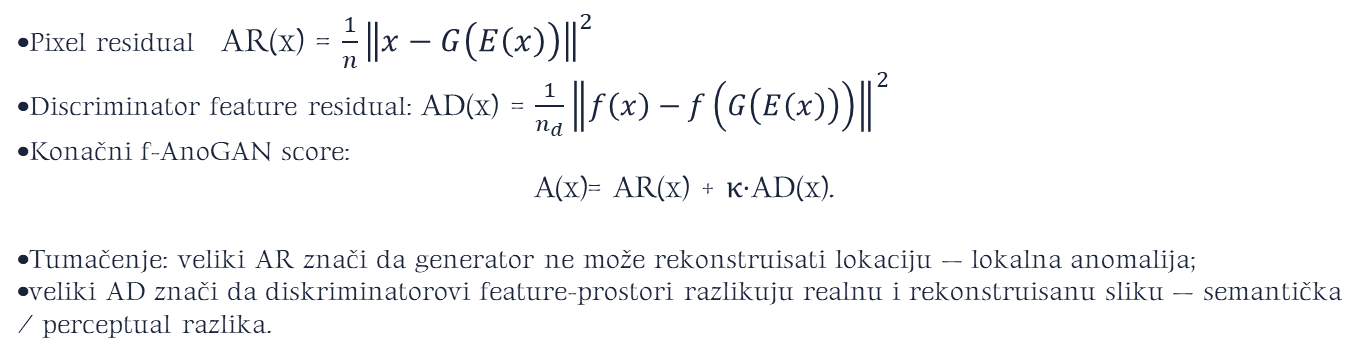 •Pixel residual AR(x) = 1/n ‖x − G(E(x))‖²
•Discriminator feature residual: AD(x) = 1/n_d ‖f(x) − f(G(E(x)))‖²
•Konačni f-AnoGAN score:
A(x)= AR(x) + κ·AD(x).
•Tumačenje: veliki AR znači da generator ne može rekonstruisati lokaciju — lokalna anomalija;
•veliki AD znači da diskriminatorovi feature-prostori razlikuju realnu i rekonstruisanu sliku — semantička
/ perceptual razlika.